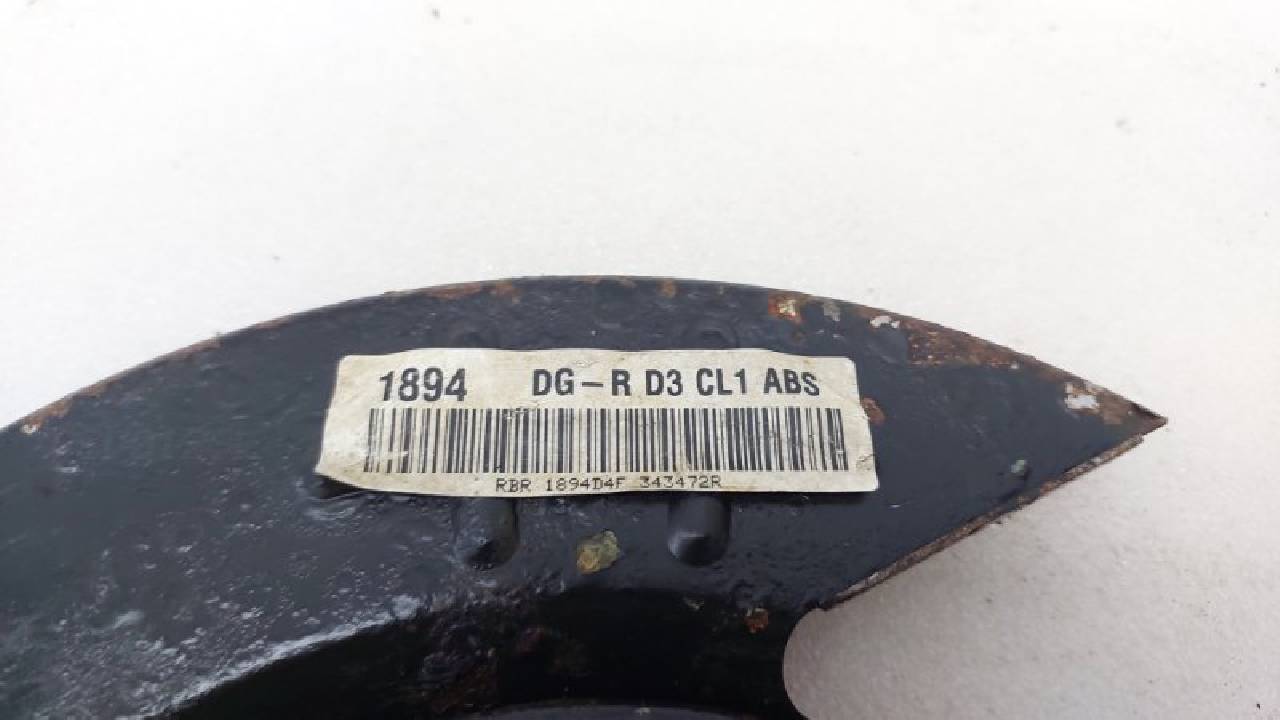 1894 DG-R D3 CL1 ABS
RBR 1894D4F 343472R